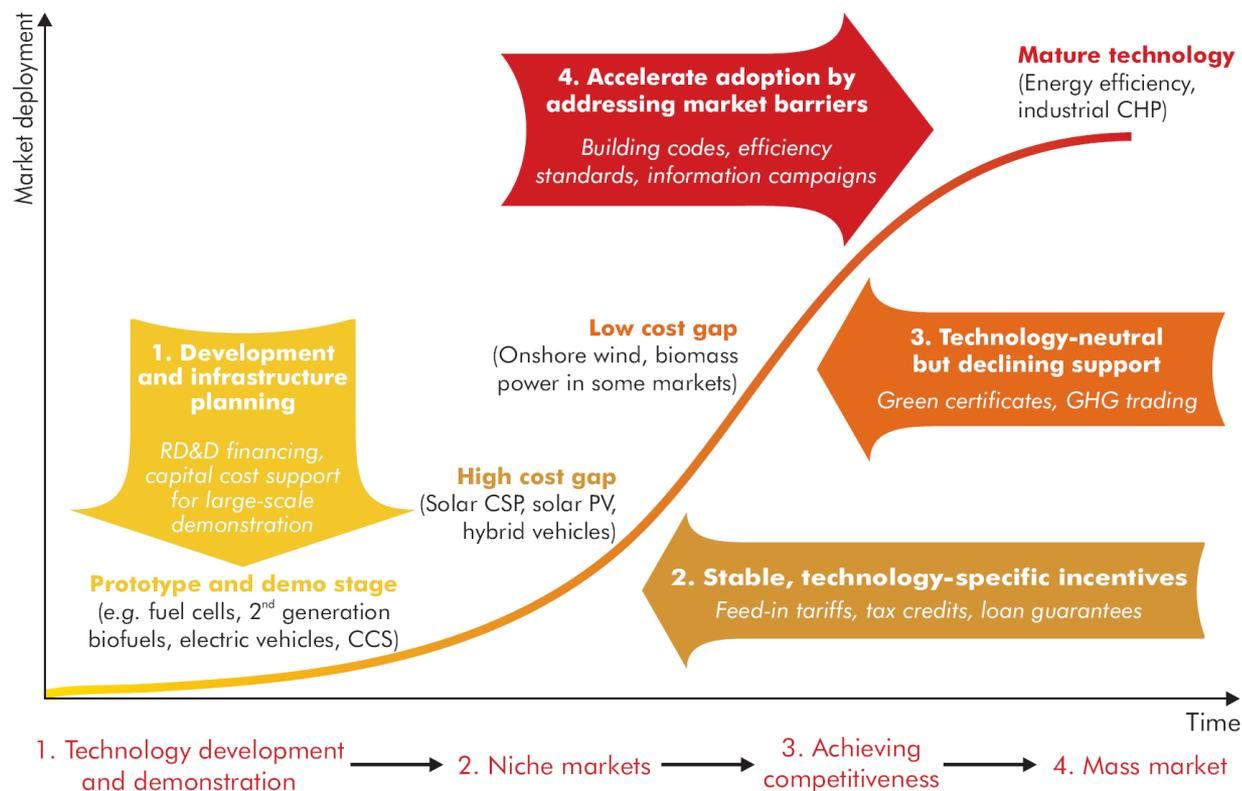 Market deployment
4. Accelerate adoption by
addressing market barriers
Building codes, efficiency
standards, information campaigns
Mature technology
(Energy efficiency,
industrial CHP)
1. Development
and infrastructure
planning
RD&D financing,
capital cost support
for large-scale
demonstration
Low cost gap
(Onshore wind, biomass
power in some markets)
3. Technology-neutral
but declining support
Green certificates, GHG trading
High cost gap
(Solar CSP, solar PV,
hybrid vehicles)
Prototype and demo stage
(e.g. fuel cells, 2nd generation
biofuels, electric vehicles, CCS)
2. Stable, technology-specific incentives
Feed-in tariffs, tax credits, loan guarantees
Time
1. Technology development
and demonstration
2. Niche markets
3. Achieving
competitiveness
4. Mass market